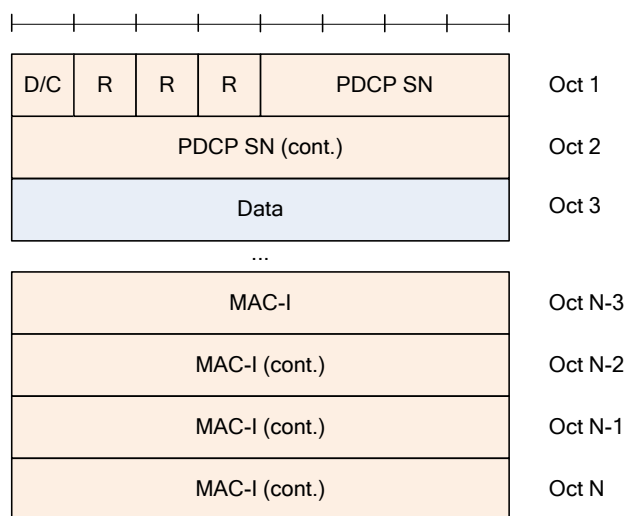 D/C R R R PDCP SN Oct 1
PDCP SN (cont.) Oct 2
Data Oct 3
...
MAC-I Oct N-3
MAC-I (cont.) Oct N-2
MAC-I (cont.) Oct N-1
MAC-I (cont.) Oct N